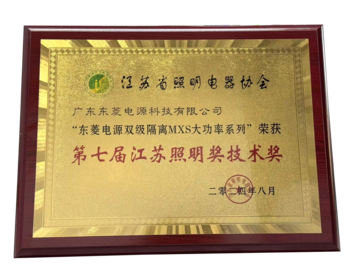 江苏省照明电器协会
广东东菱电源科技有限公司
“东菱电源双级隔离MXS大功率系列”荣获
第七届江苏照明奖技术奖
二零二四年八月